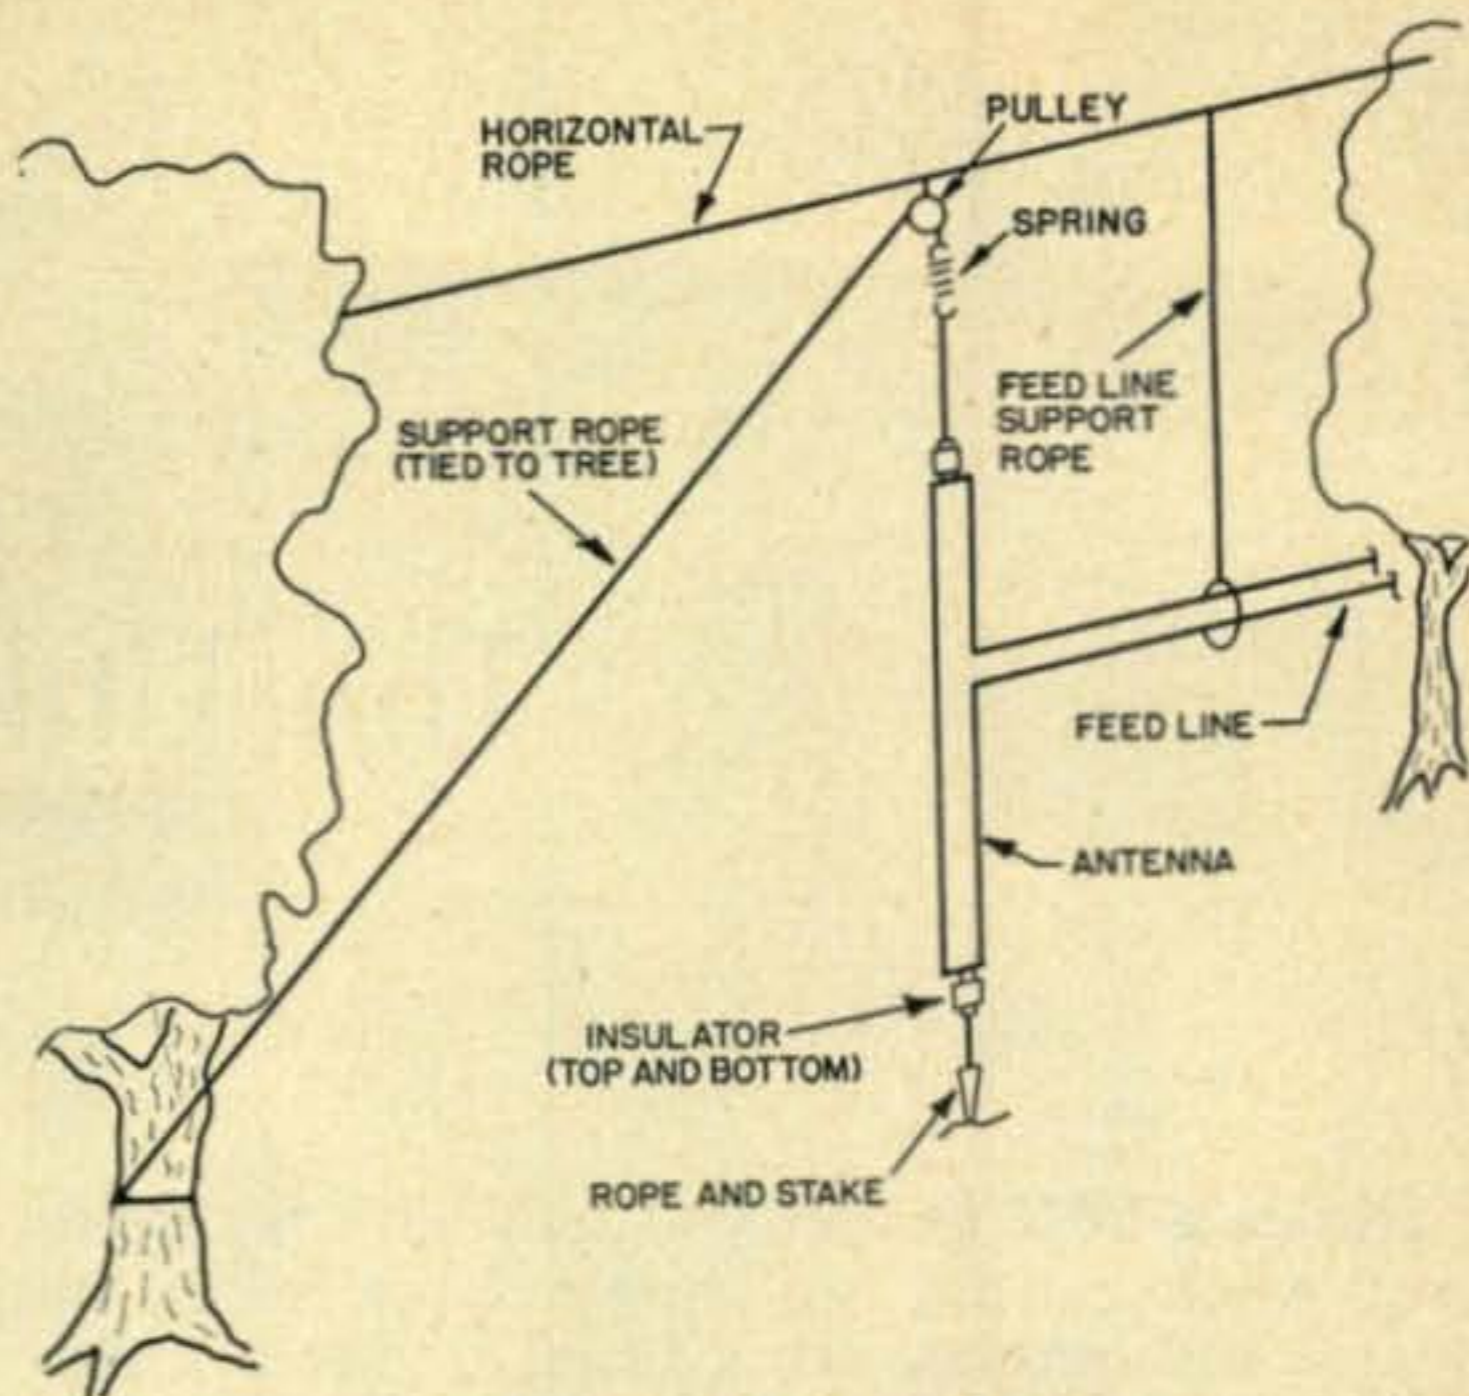 HORIZONTAL
ROPE
PULLEY
SPRING
FEED LINE
SUPPORT
ROPE
SUPPORT ROPE
(TIED TO TREE)
FEED LINE
ANTENNA
INSULATOR
(TOP AND BOTTOM)
ROPE AND STAKE